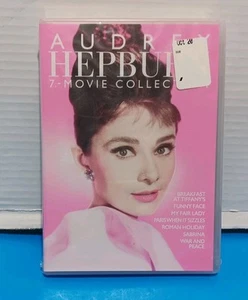 AUDREY
HEPBURN
7-MOVIE COLLEC
BREAKFAST
AT TIFFANY'S
FUNNY FACE
MY FAIR LADY
PARIS WHEN IT SIZZLES
ROMAN HOLIDAY
SABRINA
WAR AND
PEACE